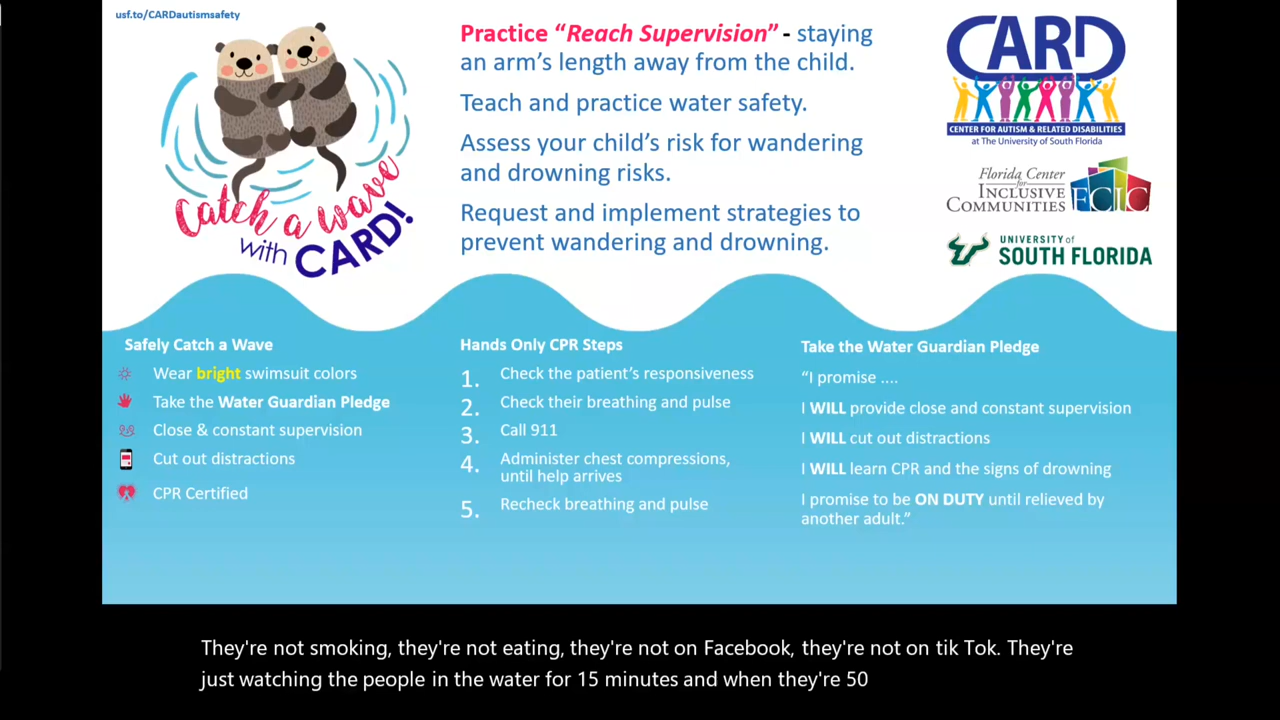 usf.to/CARDautismsafety
Catch a wave
with CARD!
Practice “Reach Supervision” - staying
an arm’s length away from the child.
Teach and practice water safety.
Assess your child’s risk for wandering
and drowning risks.
Request and implement strategies to
prevent wandering and drowning.
CARD
CENTER FOR AUTISM & RELATED DISABILITIES
at The University of South Florida
Florida Center
for
INCLUSIVE
COMMUNITIES
FCIC
UNIVERSITY of
SOUTH FLORIDA
Safely Catch a Wave
Wear bright swimsuit colors
Take the Water Guardian Pledge
Close & constant supervision
Cut out distractions
CPR Certified
Hands Only CPR Steps
1. Check the patient’s responsiveness
2. Check their breathing and pulse
3. Call 911
4. Administer chest compressions,
until help arrives
5. Recheck breathing and pulse
Take the Water Guardian Pledge
“I promise ....
I WILL provide close and constant supervision
I WILL cut out distractions
I WILL learn CPR and the signs of drowning
I promise to be ON DUTY until relieved by
another adult.”
They're not smoking, they're not eating, they're not on Facebook, they're not on tik Tok. They're
just watching the people in the water for 15 minutes and when they're 50